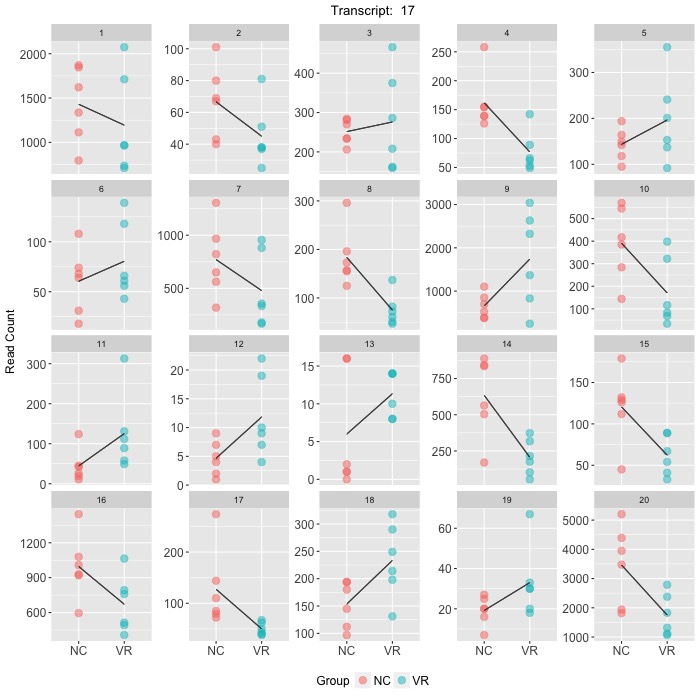 Transcript: 17
1 2 3 4 5
2000 1500 1000
100 80 60 40
400 300 200
250 200 150 100 50
300 200 100
6 7 8 9 10
100 50
1000 500
300 200 100
3000 2000 1000
500 400 300 200 100
Read Count
11 12 13 14 15
300 200 100 0
20 15 10 5 0
15 10 5 0
750 500 250
150 100 50
16 17 18 19 20
1200 900 600
200 100
300 250 200 150 100
60 40 20
5000 4000 3000 2000 1000
NC VR NC VR NC VR NC VR NC VR
Group NC VR